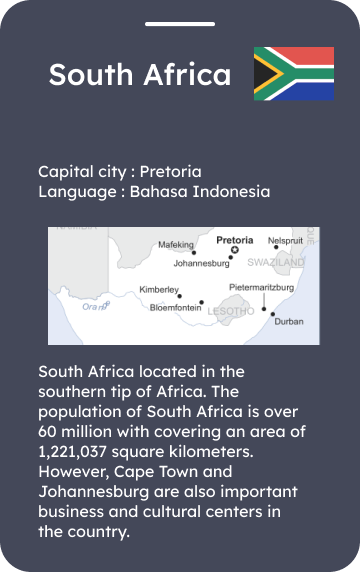 South Africa
Capital city : Pretoria
Language : Bahasa Indonesia
Pretoria
Nelspruit
Mafeking
Johannesburg
SWAZILAND
Kimberley
Pietermaritzburg
Bloemfontein
LESOTHO
Durban
South Africa located in the
southern tip of Africa. The
population of South Africa is over
60 million with covering an area of
1,221,037 square kilometers.
However, Cape Town and
Johannesburg are also important
business and cultural centers in
the country.